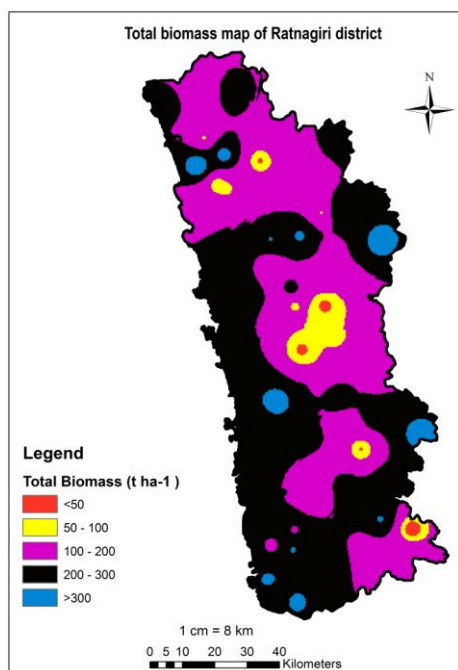 Total biomass map of Ratnagiri district
N
Legend
Total Biomass (t ha-1 )
<50
50 - 100
100 - 200
200 - 300
>300
1 cm = 8 km
0 5 10 20 30 40
Kilometers